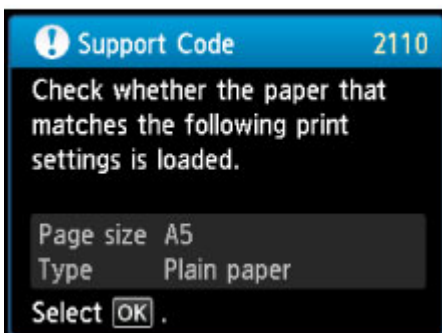 Support Code 2110
Check whether the paper that
matches the following print
settings is loaded.
Page size A5
Type Plain paper
Select OK .